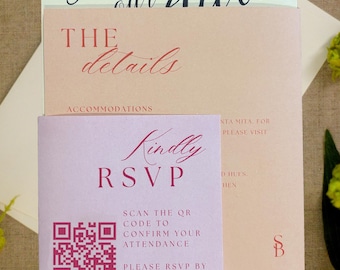 THE
details
ACCOMMODATIONS
FOR
PLEASE VISIT
Kindly
RSVP
SCAN THE QR
CODE TO
CONFIRM YOUR
ATTENDANCE.
PLEASE RSVP BY
SB